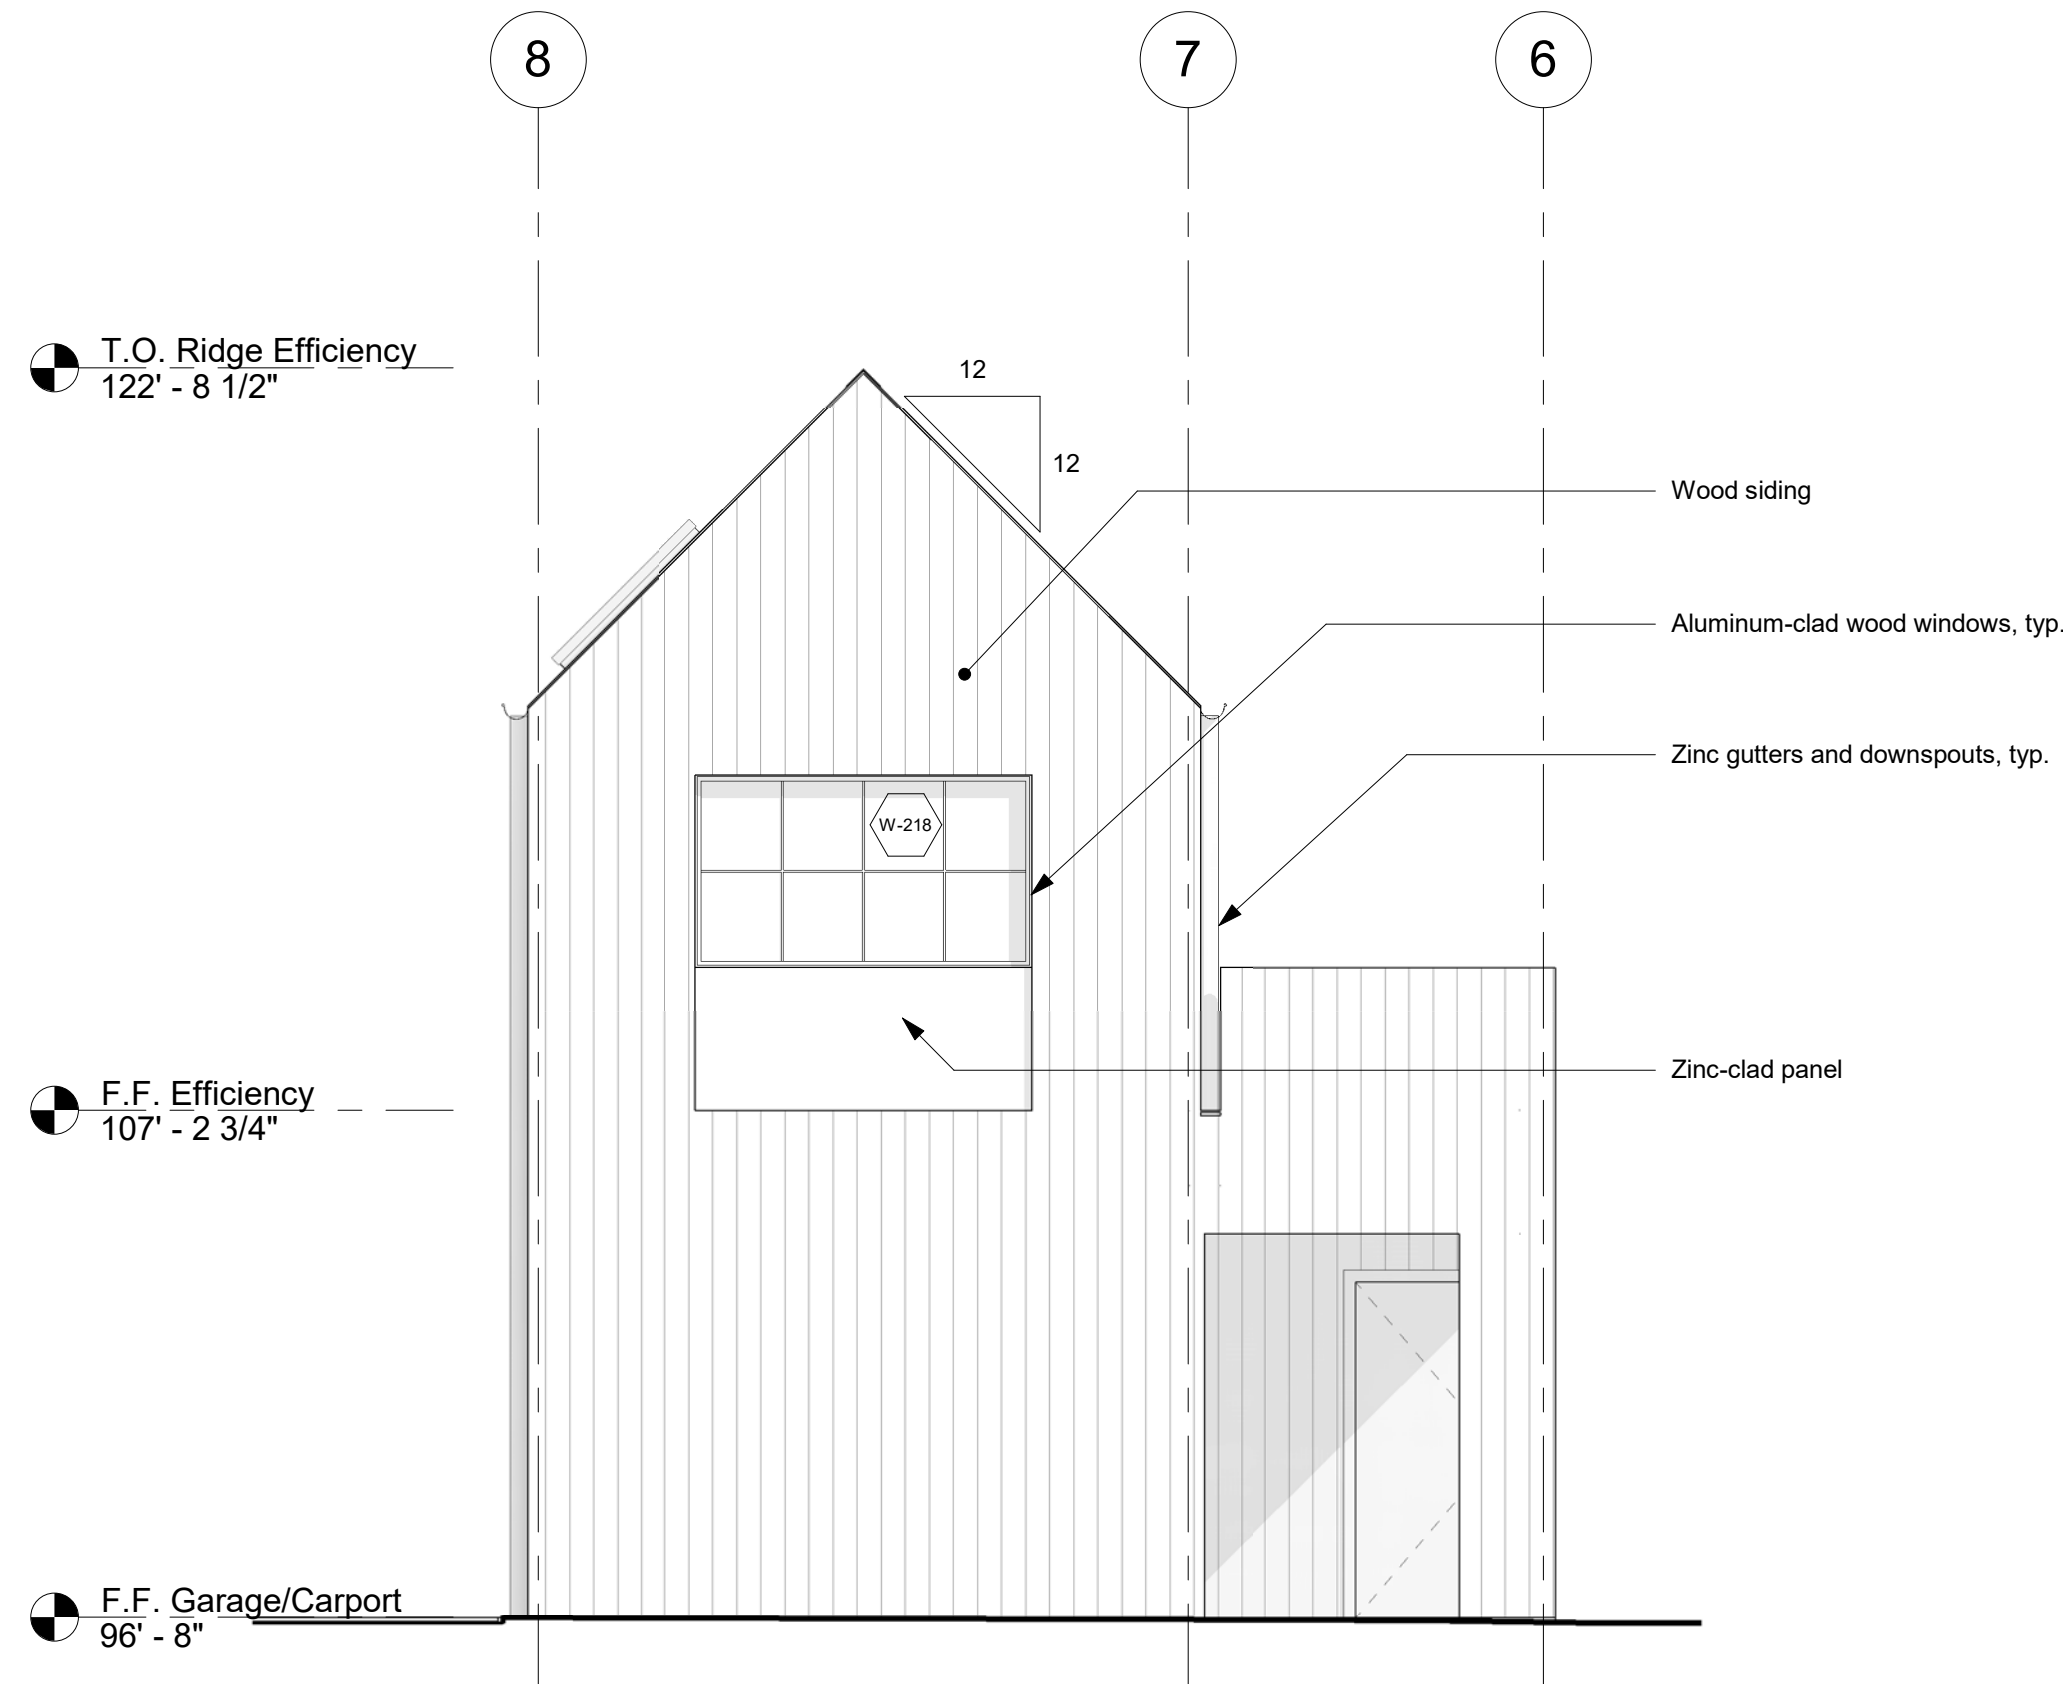 8
7
6
T.O. Ridge Efficiency
122' - 8 1/2"
12
12
Wood siding
Aluminum-clad wood windows, typ.
Zinc gutters and downspouts, typ.
W-218
Zinc-clad panel
F.F. Efficiency
107' - 2 3/4"
F.F. Garage/Carport
96' - 8"